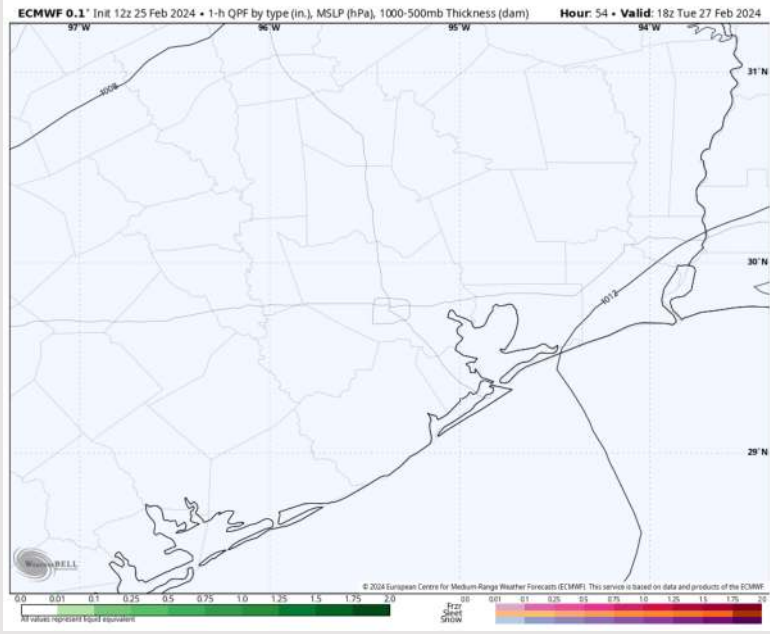 ECMWF 0.1° Init 12z 25 Feb 2024 • 1-h QPF by type (in.), MSLP (hPa), 1000-500mb Thickness (dam) Hour: 54 • Valid: 18z Tue 27 Feb 2024
97°W 96°W 95°W 94°W
31°N
1008
30°N
1012
29°N
WeatherBELL
© 2024 European Centre for Medium-Range Weather Forecasts (ECMWF). This service is based on data and products of the ECMWF
0.0 0.01 0.1 0.25 0.5 0.75 1.0 1.25 1.5 1.75 2.0
All values represent liquid equivalent
0.0 0.01 0.1 0.25 0.5 0.75 1.0 1.25 1.5 1.75 2.0
Frzr
Sleet
Snow